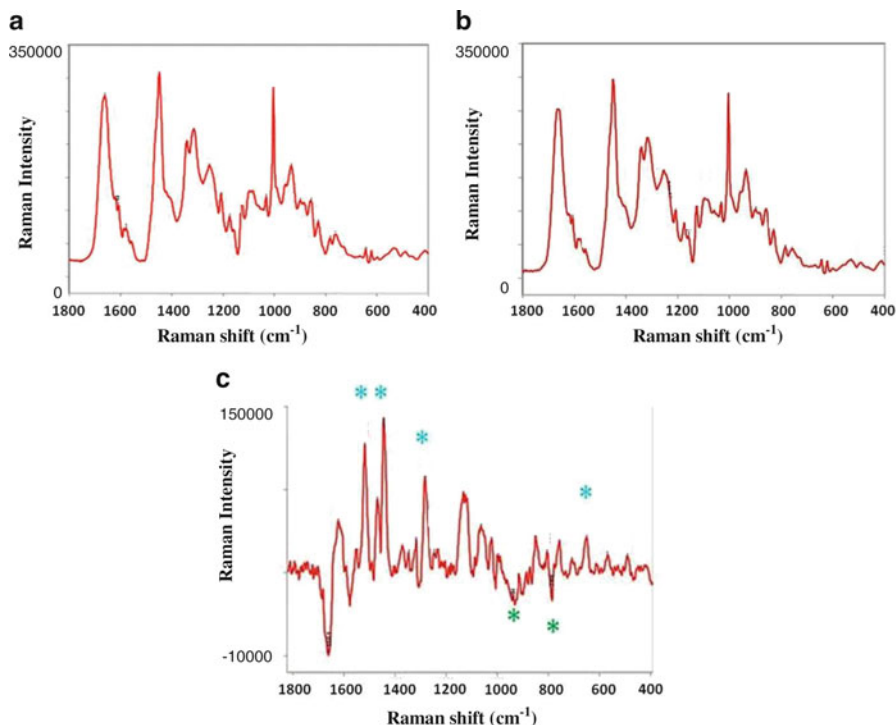 a
350000
Raman Intensity
0
1800 1600 1400 1200 1000 800 600 400
Raman shift (cm⁻¹)
b
350000
Raman Intensity
0
1800 1600 1400 1200 1000 800 600 400
Raman shift (cm⁻¹)
c
* * * *
150000
Raman Intensity
-10000
* *
1800 1600 1400 1200 1000 800 600 400
Raman shift (cm⁻¹)